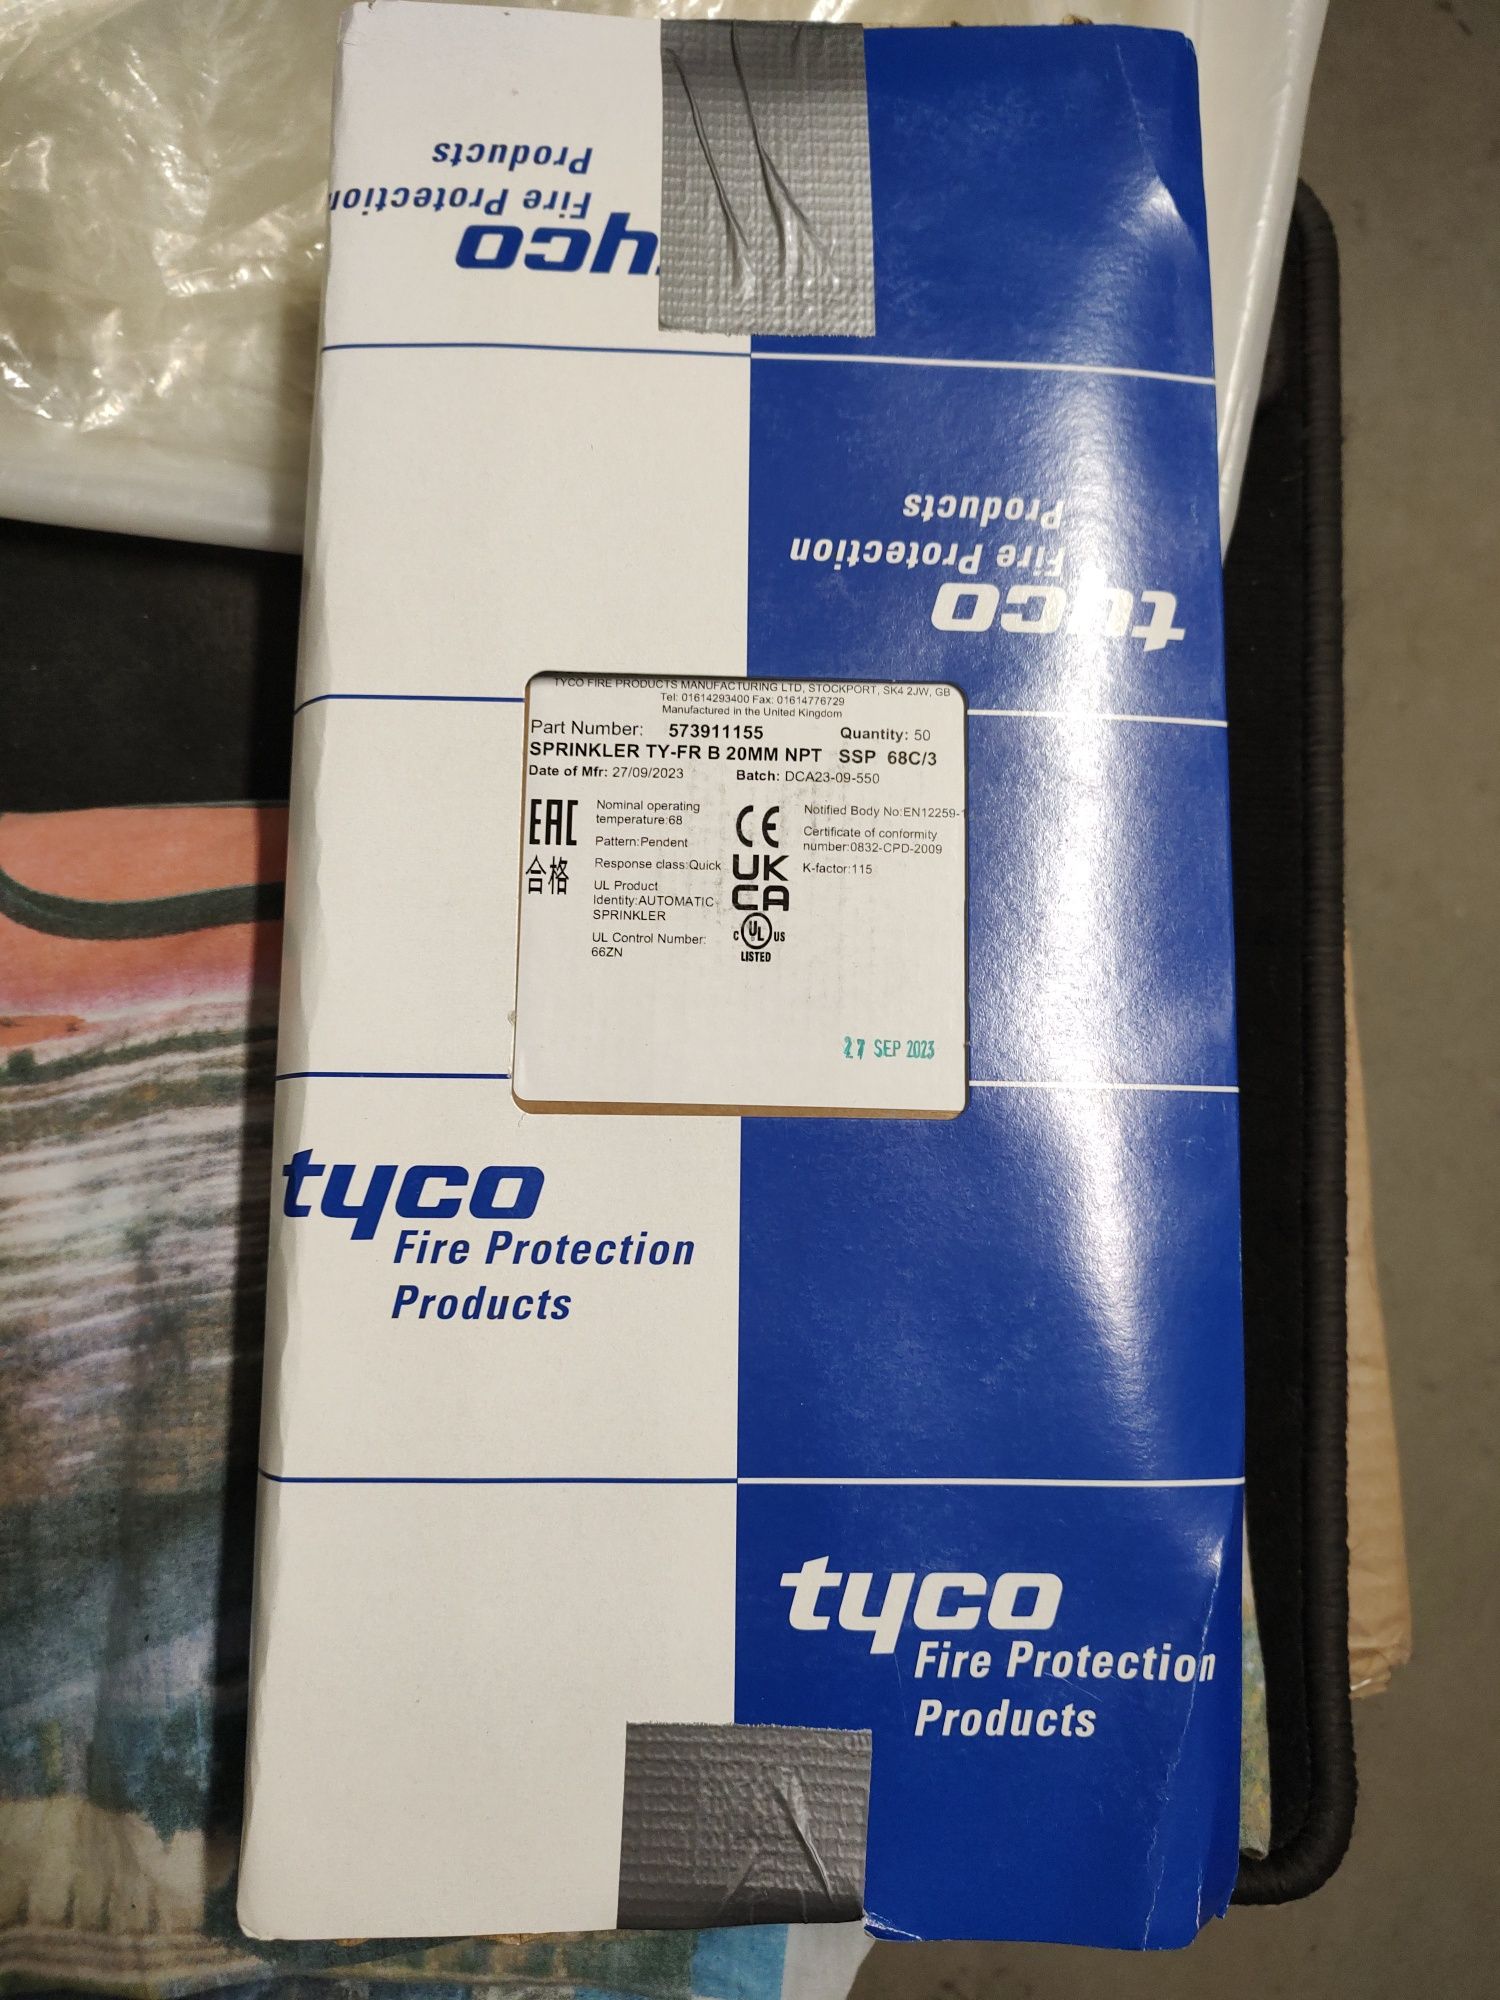 tyco
Fire Protection
Products
tyco
Fire Protection
Products
TYCO FIRE PRODUCTS MANUFACTURING LTD, STOCKPORT, SK4 2JW, GB
Tel: 01614293400 Fax: 01614776729
Manufactured in the United Kingdom
Part Number: 573911155 Quantity: 50
SPRINKLER TY-FR B 20MM NPT SSP 68C/3
Date of Mfr: 27/09/2023 Batch: DCA23-09-550
EAC
合格
Nominal operating
temperature:68
Pattern:Pendent
Response class:Quick
UL Product
Identity:AUTOMATIC
SPRINKLER
UL Control Number:
66ZN
CE
UK
CA
C UL US
LISTED
Notified Body No:EN12259-1
Certificate of conformity
number:0832-CPD-2009
K-factor:115
27 SEP 2023
tyco
Fire Protection
Products
tyco
Fire Protection
Products